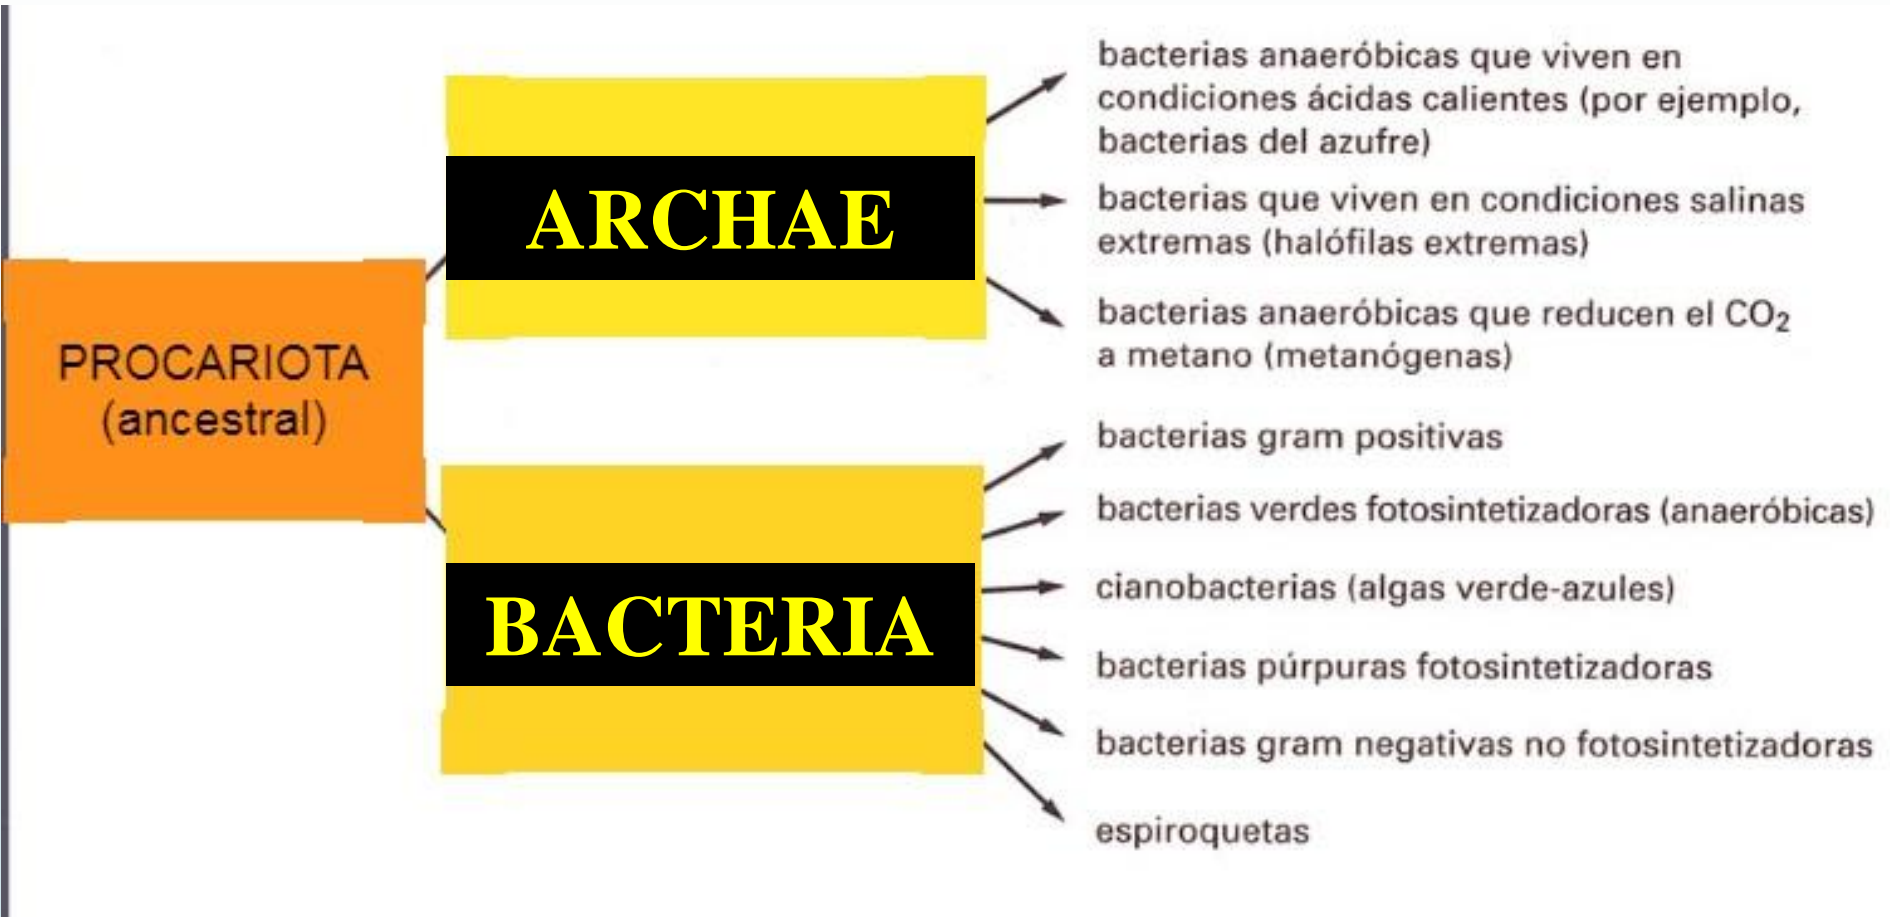 PROCARIOTA
(ancestral)
ARCHAE
bacterias anaeróbicas que viven en
condiciones ácidas calientes (por ejemplo,
bacterias del azufre)
bacterias que viven en condiciones salinas
extremas (halófilas extremas)
bacterias anaeróbicas que reducen el CO₂
a metano (metanógenas)
BACTERIA
bacterias gram positivas
bacterias verdes fotosintetizadoras (anaeróbicas)
cianobacterias (algas verde-azules)
bacterias púrpuras fotosintetizadoras
bacterias gram negativas no fotosintetizadoras
espiroquetas